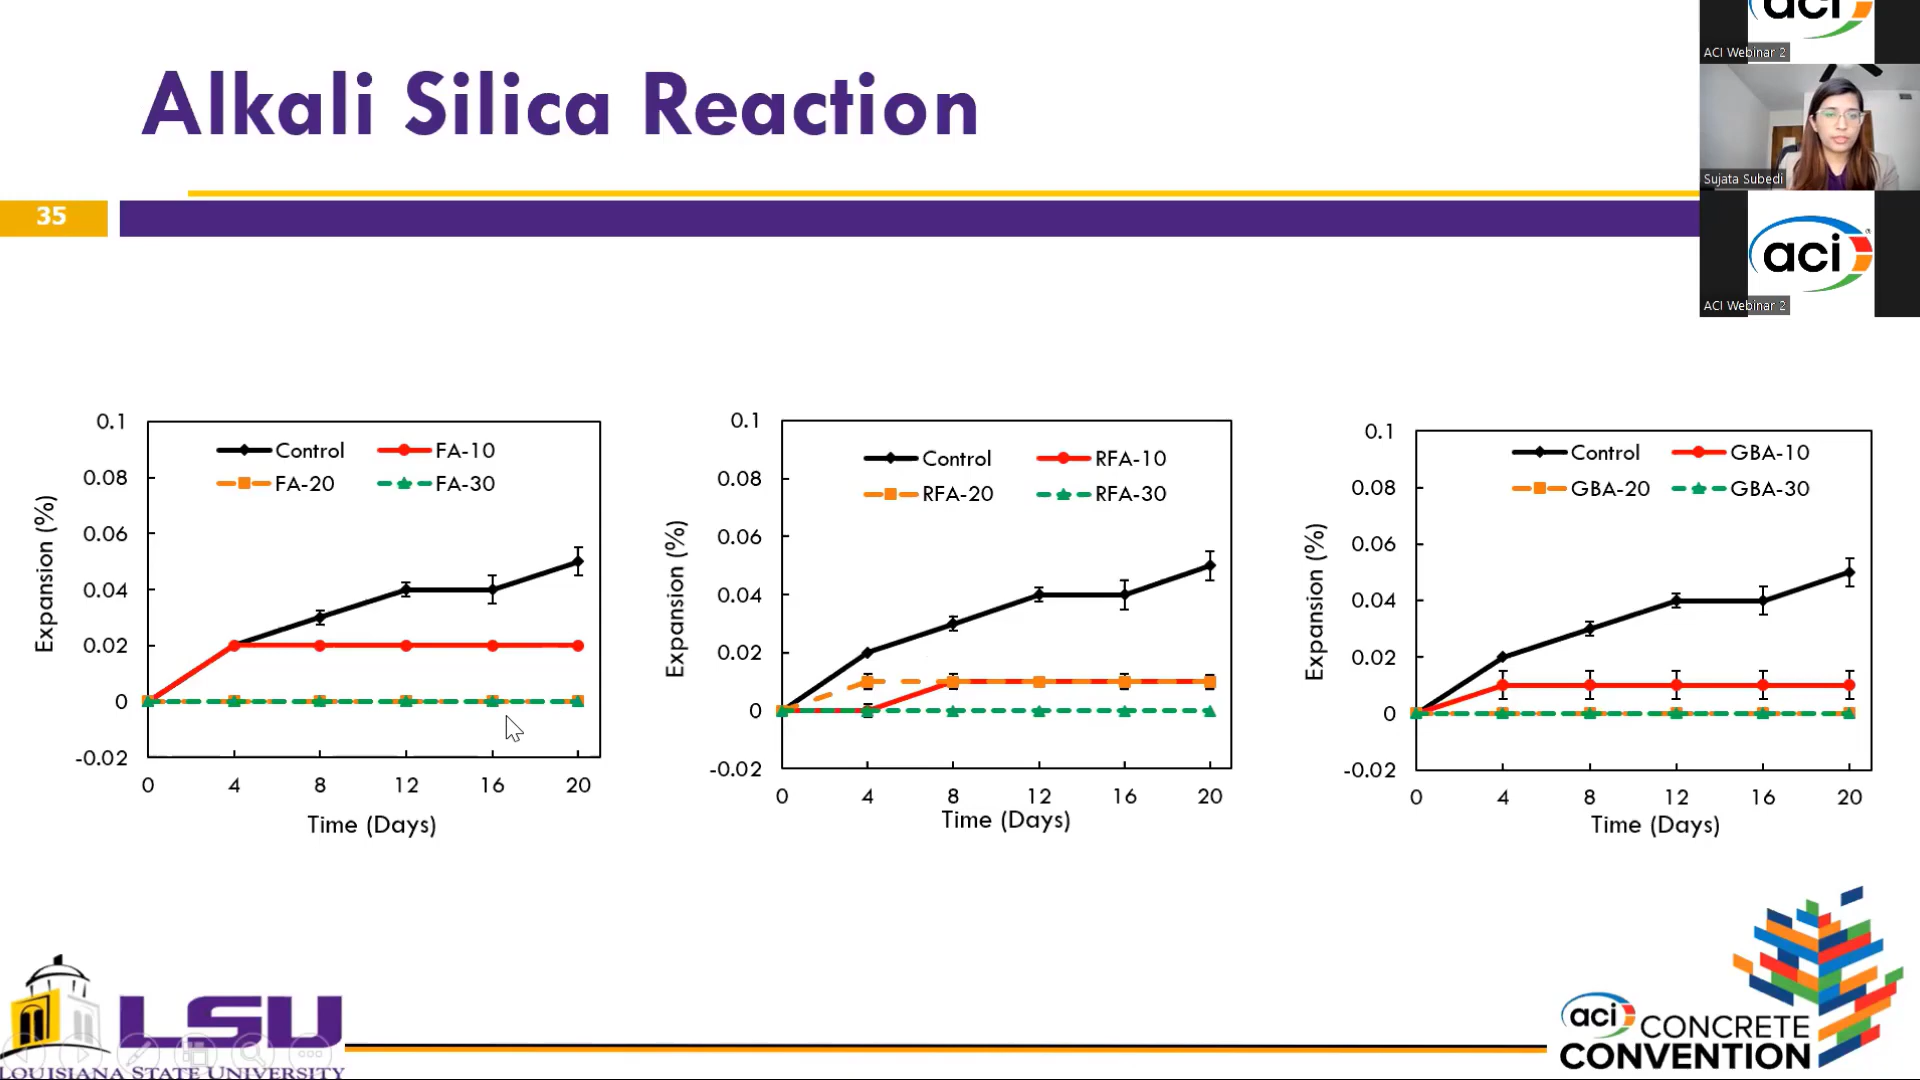 Alkali Silica Reaction
35
aci
ACI Webinar 2
Sujata Subedi
aci
ACI Webinar 2
Expansion (%)
0.1
0.08
0.06
0.04
0.02
0
-0.02
Control
FA-10
FA-20
FA-30
0 4 8 12 16 20
Time (Days)
Expansion (%)
0.1
0.08
0.06
0.04
0.02
0
-0.02
Control
RFA-10
RFA-20
RFA-30
0 4 8 12 16 20
Time (Days)
Expansion (%)
0.1
0.08
0.06
0.04
0.02
0
-0.02
Control
GBA-10
GBA-20
GBA-30
0 4 8 12 16 20
Time (Days)
LSU
LOUISIANA STATE UNIVERSITY
aci CONCRETE
CONVENTION